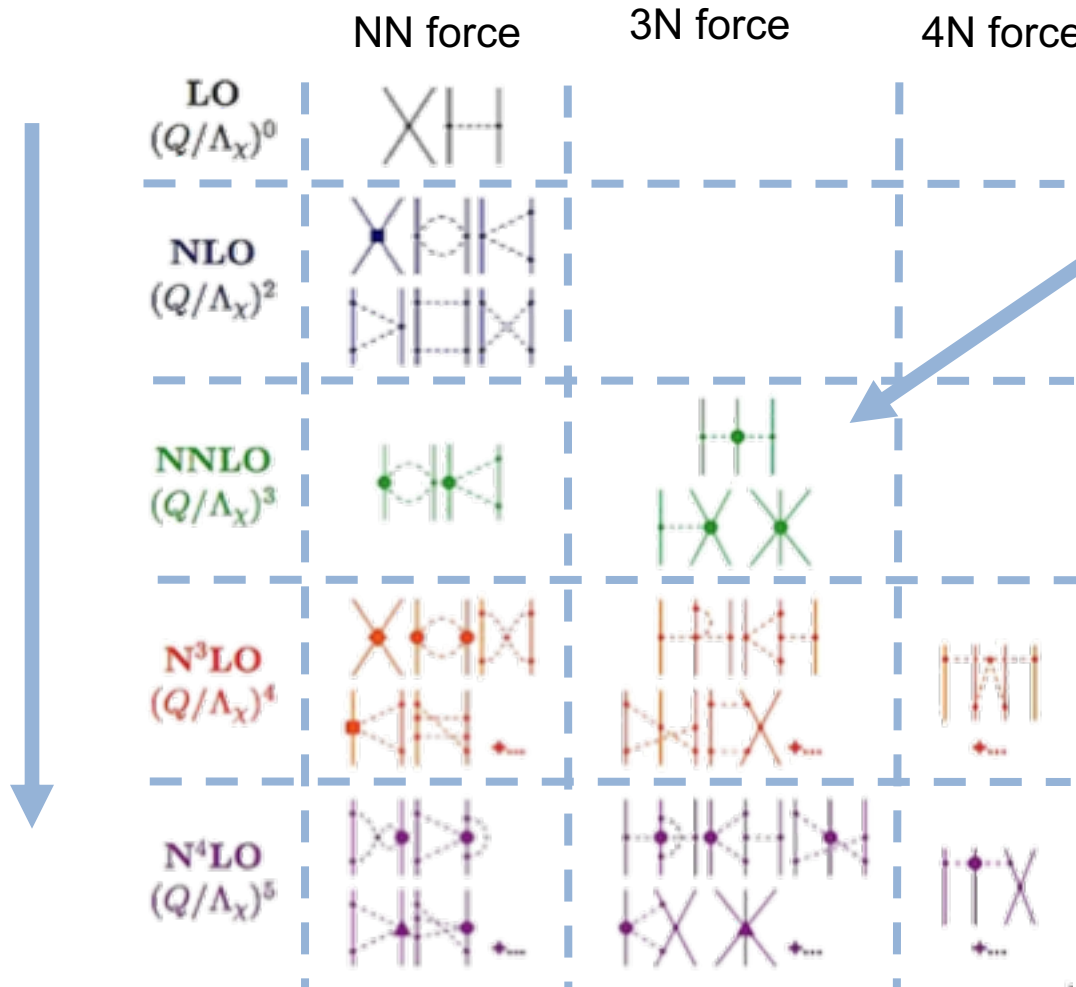 NN force 3N force 4N force
LO
(Q/Λχ)⁰
NLO
(Q/Λχ)²
NNLO
(Q/Λχ)³
N³LO
(Q/Λχ)⁴
+...
+...
+...
N⁴LO
(Q/Λχ)⁵
+...
+...
+...